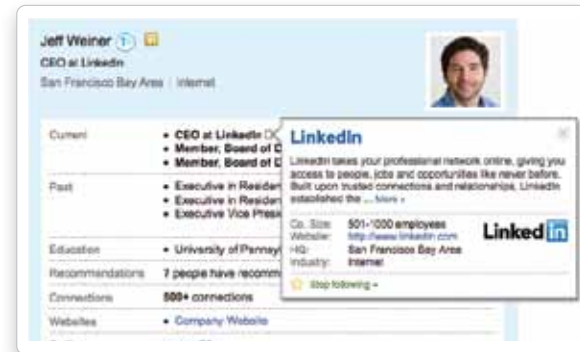 Jeff Weiner
CEO at LinkedIn
San Francisco Bay Area | Internet
Current
• CEO at LinkedIn
• Member, Board of D
• Member, Board of
Past
• Executive in Residen
• Executive in Residen
• Executive Vice Presi
Education
• University of Pennsyl
Recommendations
7 people have recomm
Connections
500+ connections
Websites
• Company Website
LinkedIn
LinkedIn takes your professional network online, giving you
access to people, jobs and opportunities like never before.
Built upon trusted connections and relationships, LinkedIn
established the ... More »
Co. Size: 501-1000 employees
Website: http://www.linkedin.com
HQ: San Francisco Bay Area
Industry: Internet
Linked in
Stop following »